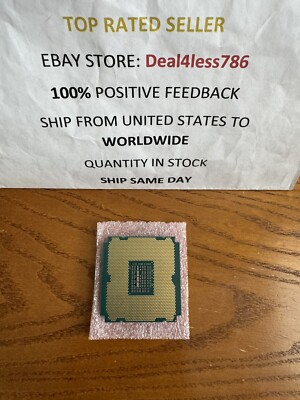 TOP RATED SELLER
EBAY STORE: Deal4less786
100% POSITIVE FEEDBACK
SHIP FROM UNITED STATES TO
WORLDWIDE
QUANTITY IN STOCK
SHIP SAME DAY